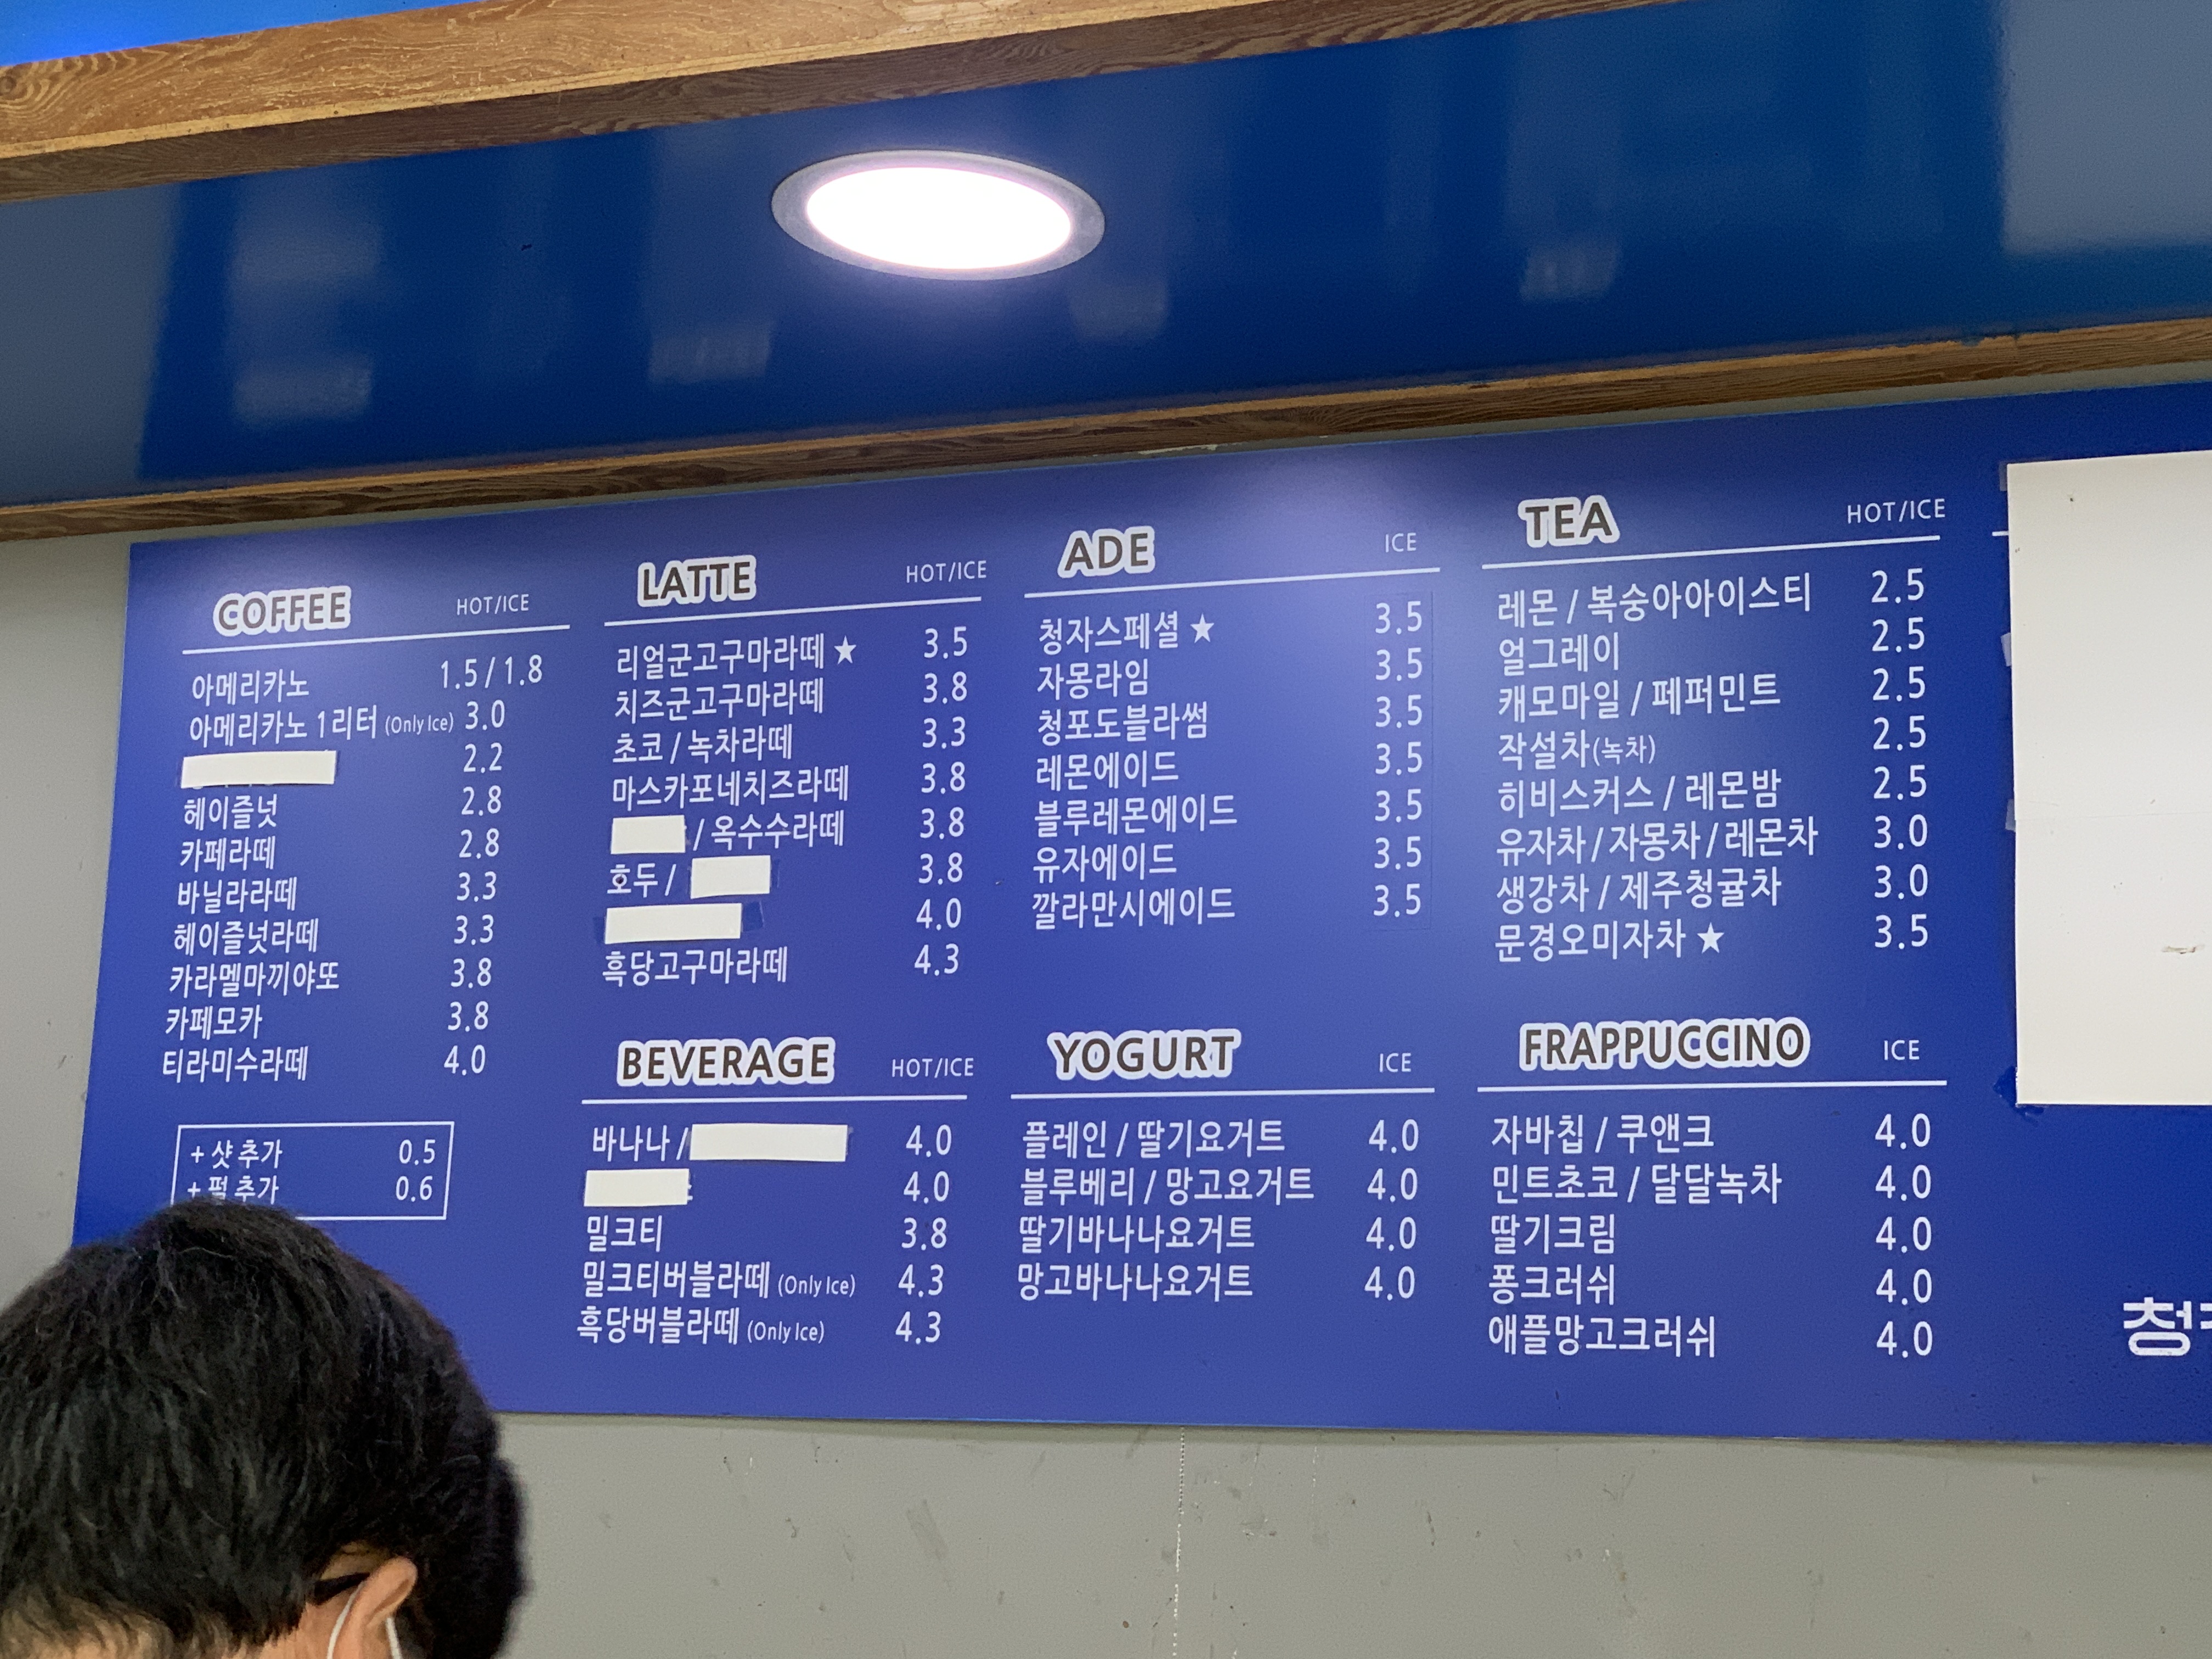 COFFEE HOT/ICE
아메리카노 1.5 / 1.8
아메리카노 1리터 (Only Ice) 3.0
2.2
헤이즐넛 2.8
카페라떼 2.8
바닐라라떼 3.3
헤이즐넛라떼 3.3
카라멜마끼야또 3.8
카페모카 3.8
티라미수라떼 4.0
+ 샷 추가 0.5
+ 펄 추가 0.6
LATTE HOT/ICE
리얼군고구마라떼 ★ 3.5
치즈군고구마라떼 3.8
초코 / 녹차라떼 3.3
마스카포네치즈라떼 3.8
/ 옥수수라떼 3.8
호두 / 3.8
4.0
흑당고구마라떼 4.3
BEVERAGE HOT/ICE
바나나 / 4.0
4.0
밀크티 3.8
밀크티버블라떼 (Only Ice) 4.3
흑당버블라떼 (Only Ice) 4.3
ADE ICE
청자스페셜 ★ 3.5
자몽라임 3.5
청포도블라썸 3.5
레몬에이드 3.5
블루레몬에이드 3.5
유자에이드 3.5
깔라만시에이드 3.5
YOGURT ICE
플레인 / 딸기요거트 4.0
블루베리 / 망고요거트 4.0
딸기바나나요거트 4.0
망고바나나요거트 4.0
TEA HOT/ICE
레몬 / 복숭아아이스티 2.5
얼그레이 2.5
캐모마일 / 페퍼민트 2.5
작설차(녹차) 2.5
히비스커스 / 레몬밤 2.5
유자차 / 자몽차 / 레몬차 3.0
생강차 / 제주청귤차 3.0
문경오미자차 ★ 3.5
FRAPPUCCINO ICE
자바칩 / 쿠앤크 4.0
민트초코 / 달달녹차 4.0
딸기크림 4.0
퐁크러쉬 4.0
애플망고크러쉬 4.0
청